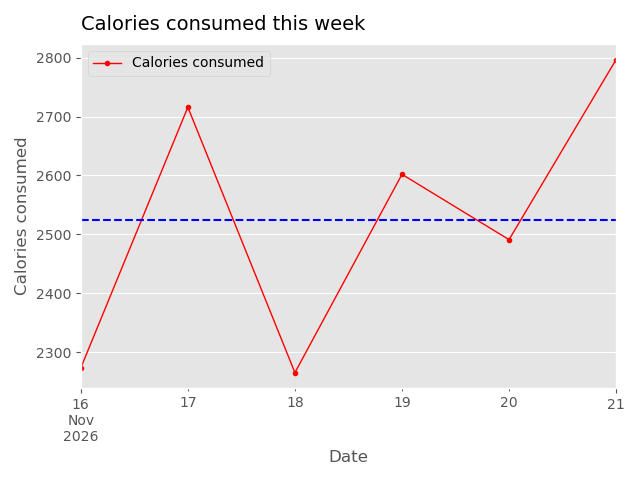 Calories consumed this week
Calories consumed
2800
2700
2600
2500
2400
2300
Calories consumed
16
Nov
2026
17
18
19
20
21
Date